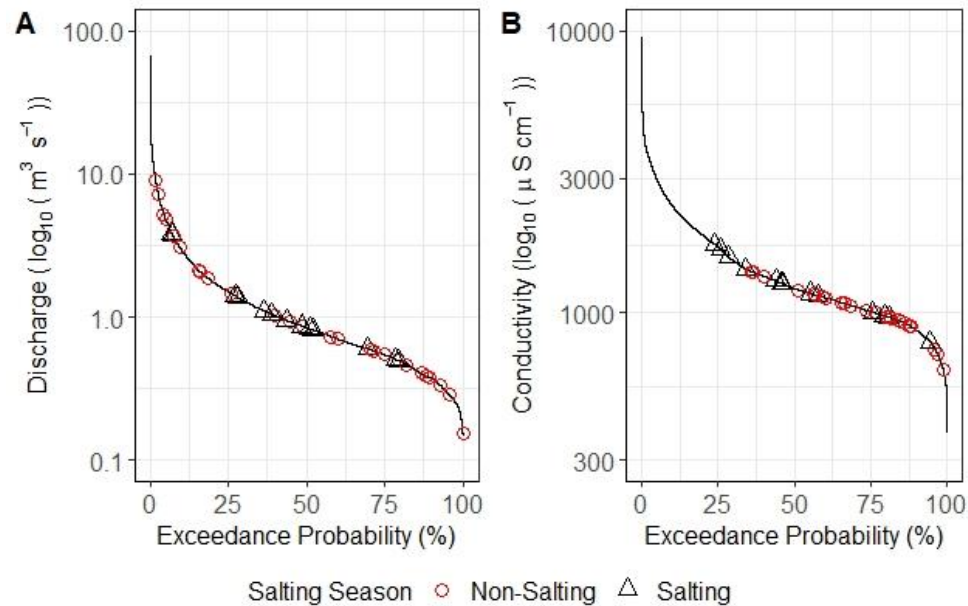 A
B
Discharge ( log10 ( m³ s⁻¹ ))
100.0
10.0
1.0
0.1
0 25 50 75 100
Exceedance Probability (%)
Conductivity (log10 ( μ S cm⁻¹ ))
10000
3000
1000
300
0 25 50 75 100
Exceedance Probability (%)
Salting Season Non-Salting Salting